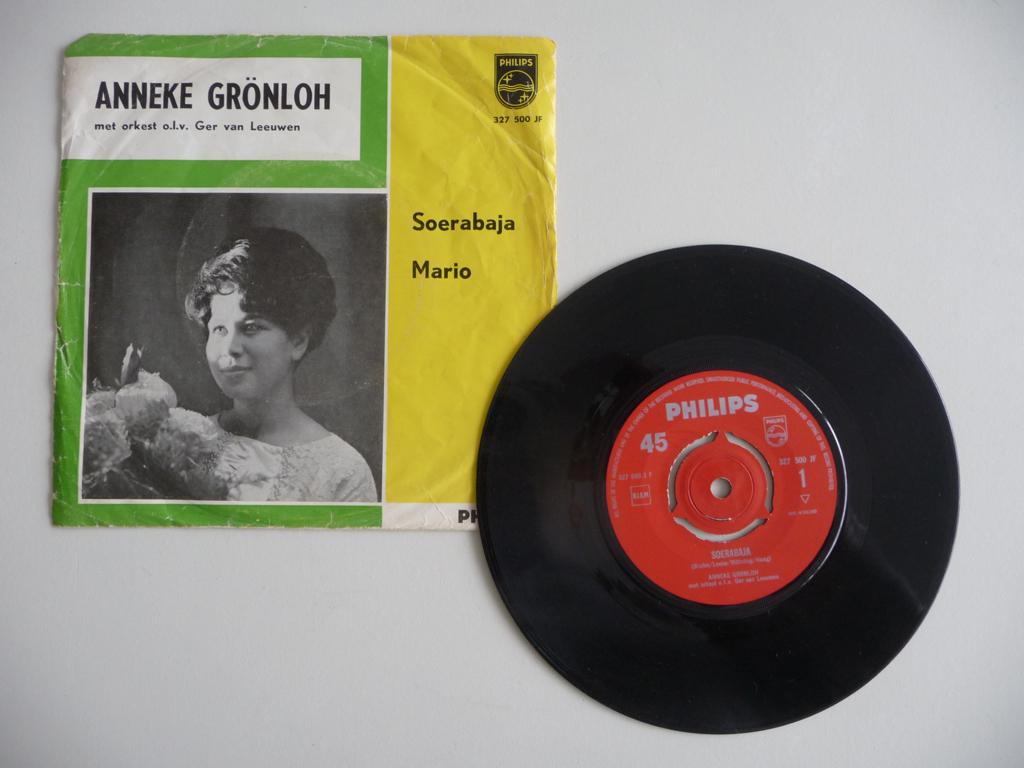 ANNEKE GRÖNLOH
met orkest o.l.v. Ger van Leeuwen
PHILIPS
327 500 JF
Soerabaja
Mario
PH
PHILIPS
45
PHILIPS
327 500 JF
1
SOERABAJA
ANNEKE GRÖNLOH
met orkest o.l.v. Ger van Leeuwen